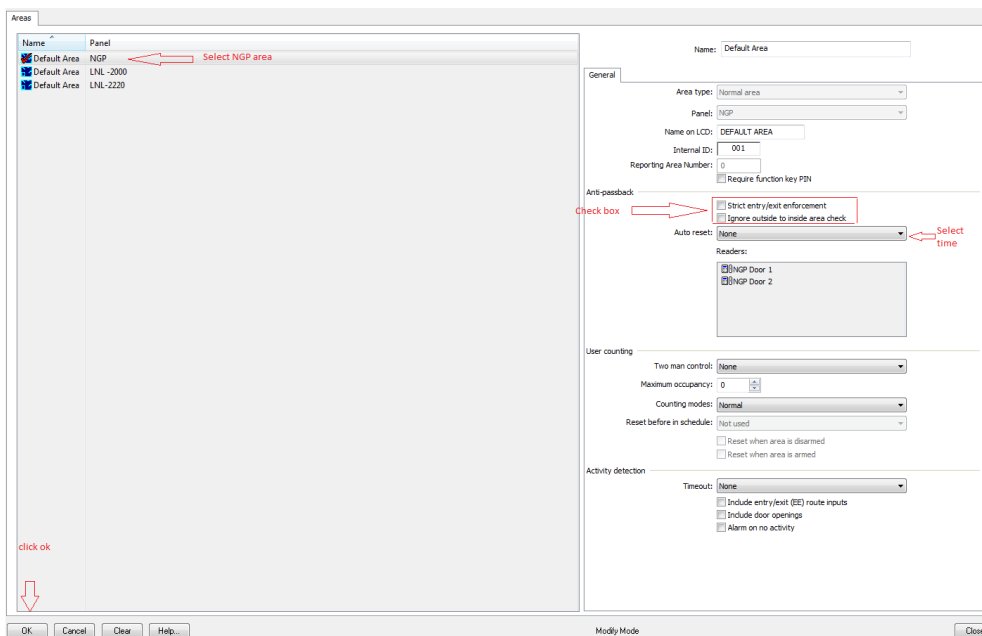 Areas
Name Panel
Default Area NGP Select NGP area
Default Area LNL -2000
Default Area LNL-2220
Name: Default Area
General
Area type: Normal area
Panel: NGP
Name on LCD: DEFAULT AREA
Internal ID: 001
Reporting Area Number: 0
Require function key PIN
Anti-passback
Check box Strict entry/exit enforcement
Ignore outside to inside area check
Auto reset: None Select time
Readers:
NGP Door 1
NGP Door 2
User counting
Two man control: None
Maximum occupancy: 0
Counting modes: Normal
Reset before in schedule: Not used
Reset when area is disarmed
Reset when area is armed
Activity detection
Timeout: None
Include entry/exit (EE) route inputs
Include door openings
Alarm on no activity
click ok
OK Cancel Clear Help... Modify Mode Close